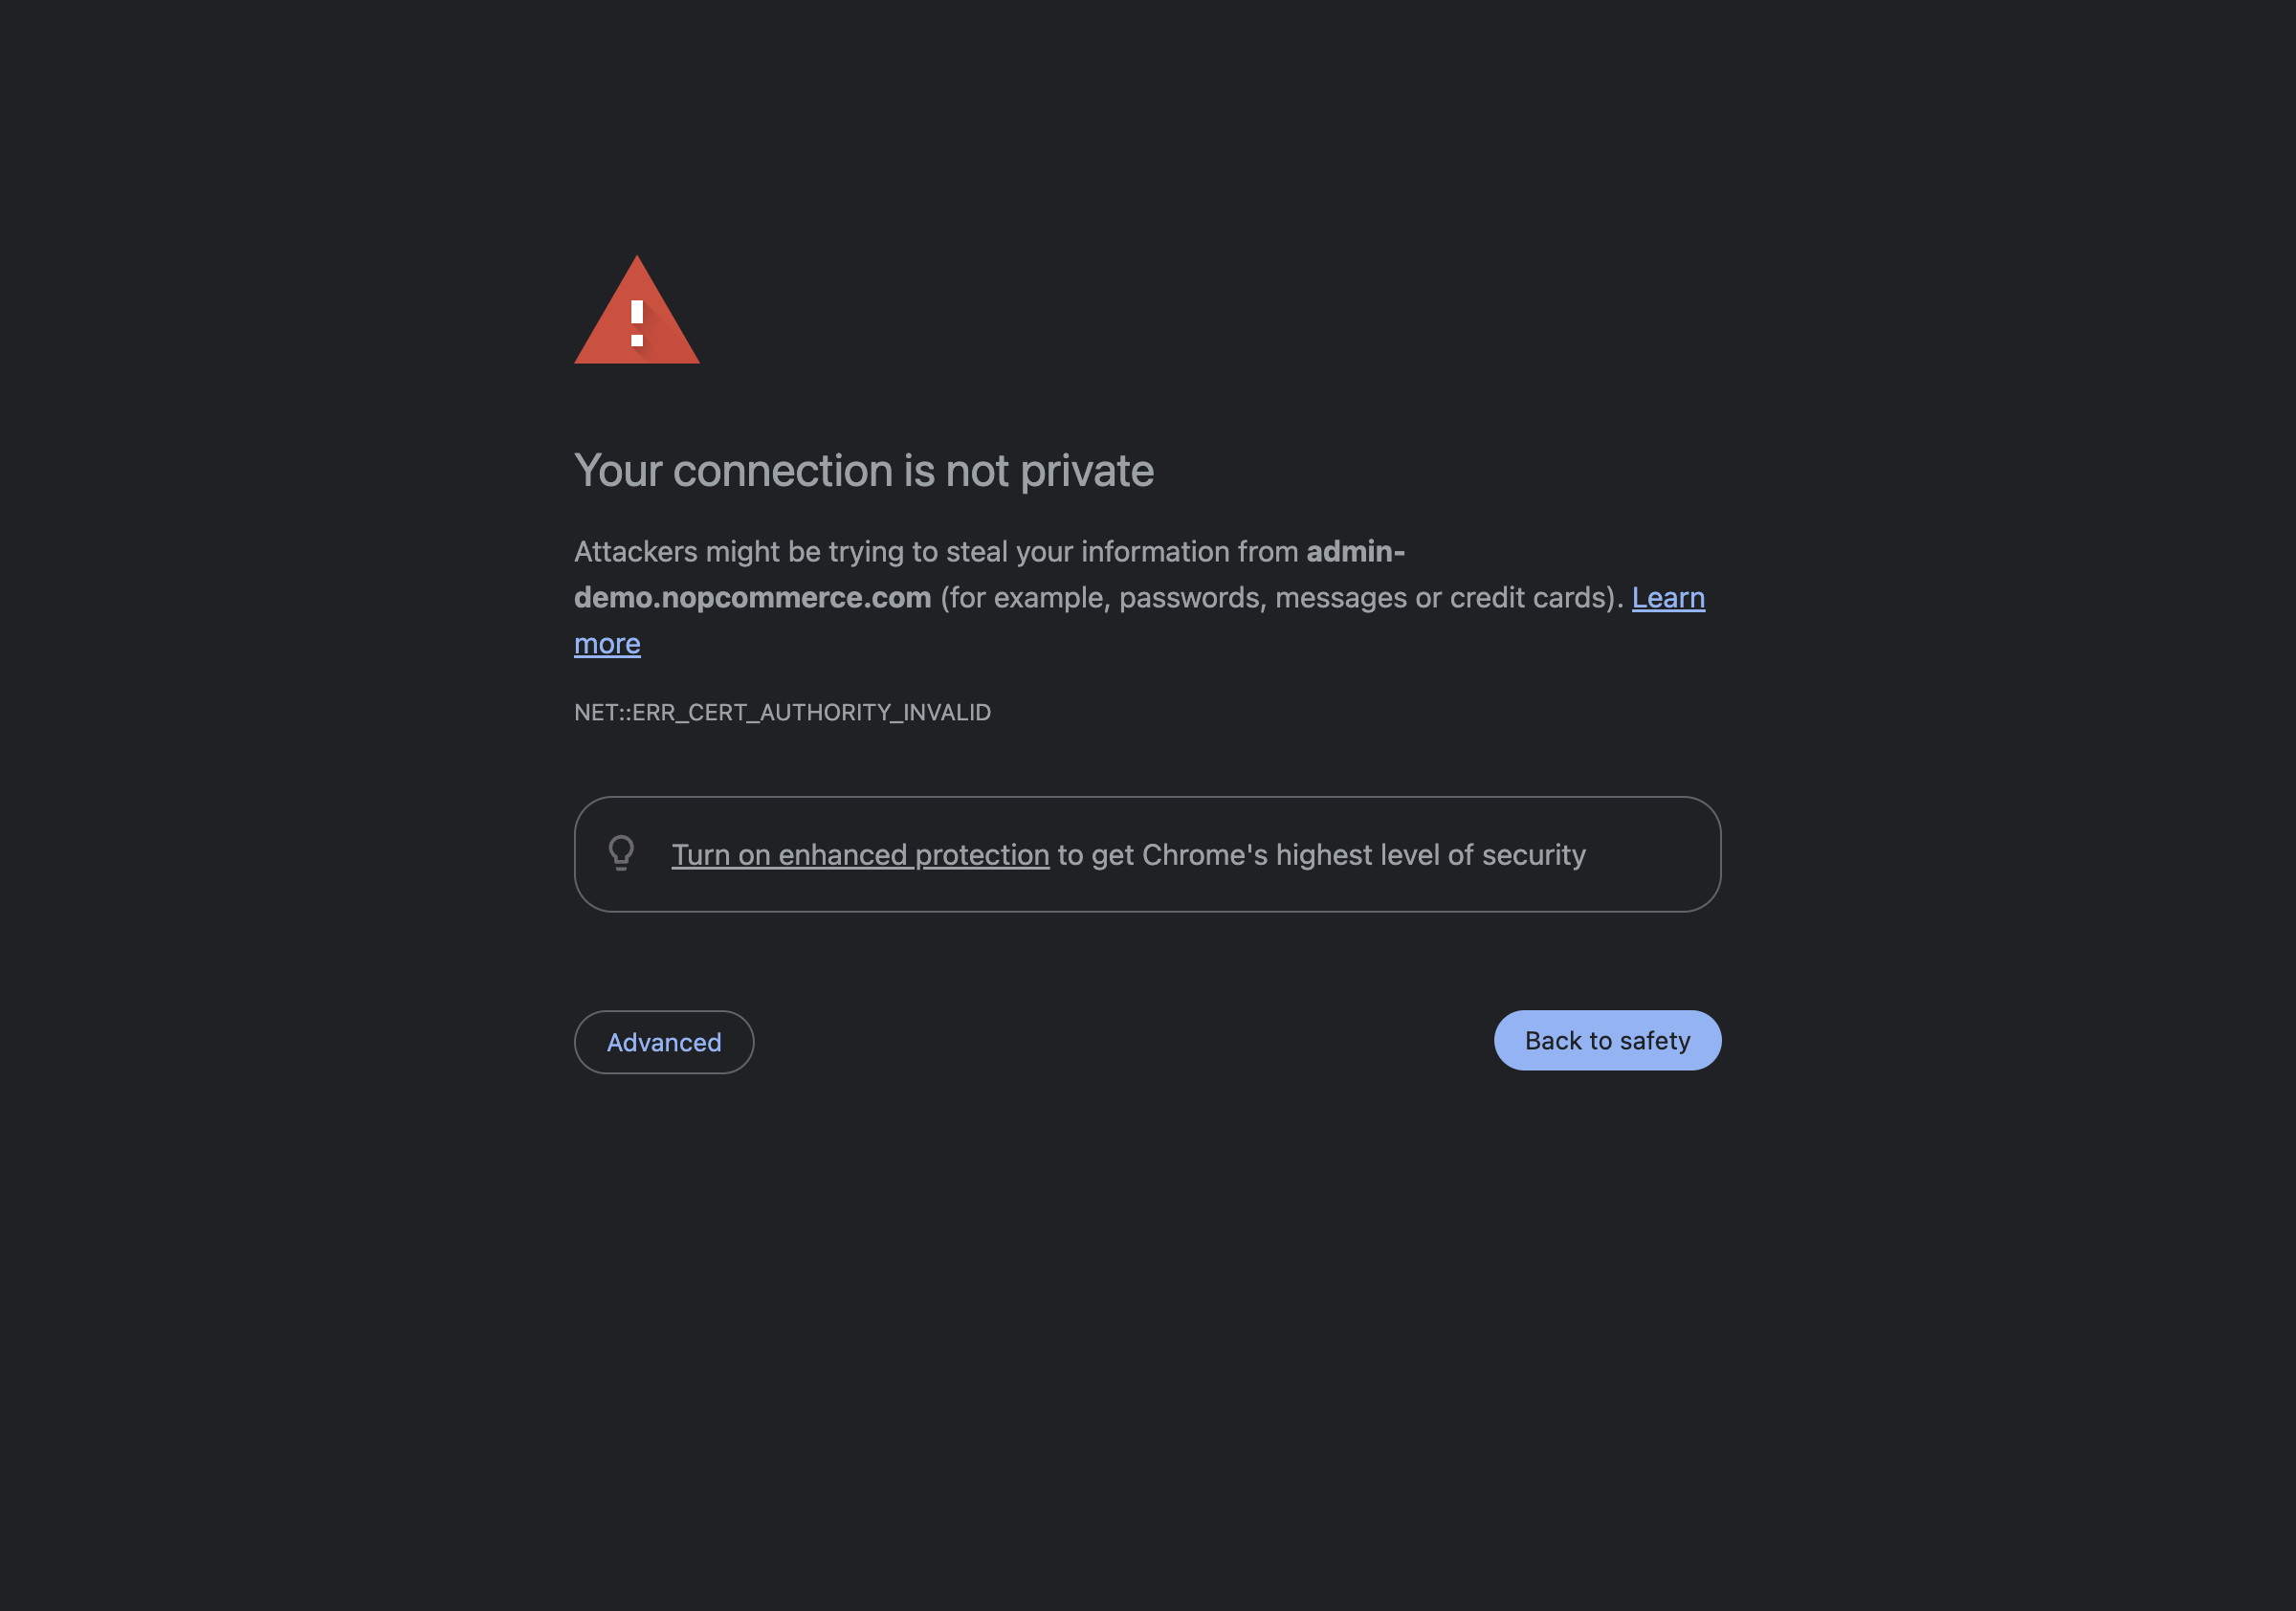 Your connection is not private
Attackers might be trying to steal your information from admin-
demo.nopcommerce.com (for example, passwords, messages or credit cards). Learn
more
NET::ERR_CERT_AUTHORITY_INVALID
Turn on enhanced protection to get Chrome's highest level of security
Advanced
Back to safety